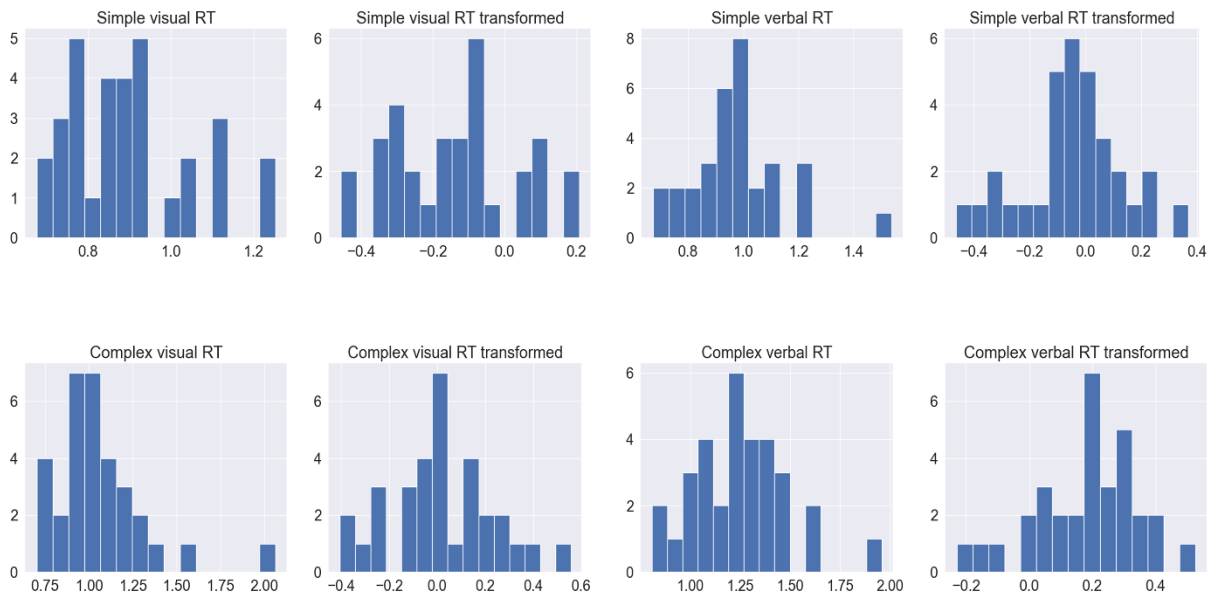 Simple visual RT
5
4
3
2
1
0
0.8 1.0 1.2
Simple visual RT transformed
6
4
2
0
−0.4 −0.2 0.0 0.2
Simple verbal RT
8
6
4
2
0
0.8 1.0 1.2 1.4
Simple verbal RT transformed
6
4
2
0
−0.4 −0.2 0.0 0.2 0.4
Complex visual RT
6
4
2
0
0.75 1.00 1.25 1.50 1.75 2.00
Complex visual RT transformed
6
4
2
0
−0.4 −0.2 0.0 0.2 0.4 0.6
Complex verbal RT
6
4
2
0
1.00 1.25 1.50 1.75 2.00
Complex verbal RT transformed
6
4
2
0
−0.2 0.0 0.2 0.4